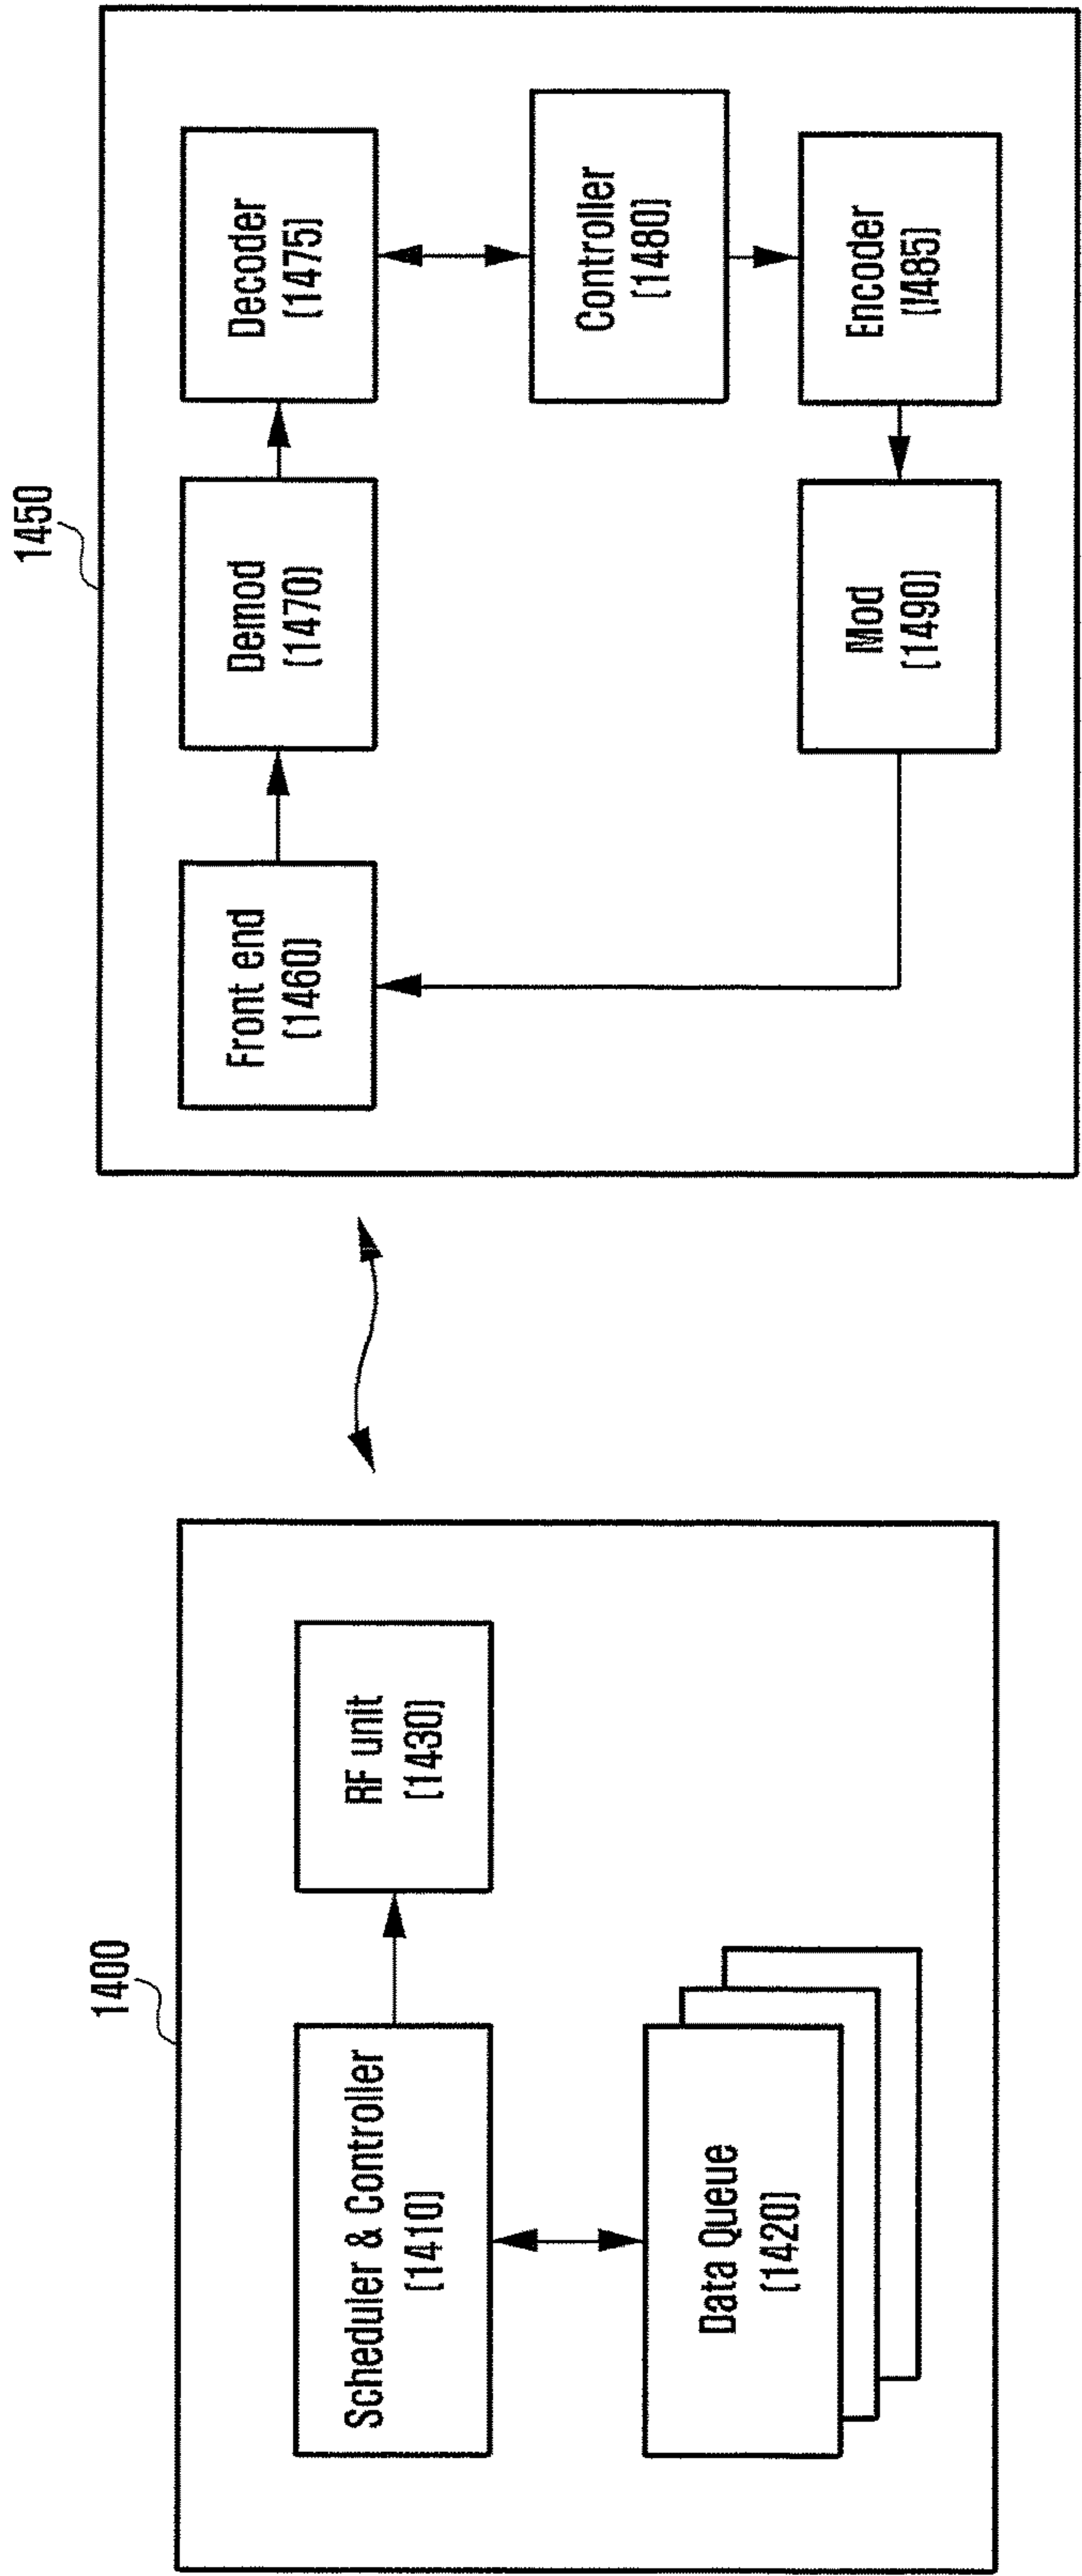 1400
Scheduler & Controller
(1410)
RF unit
(1430)
Data Queue
(1420)
1450
Front end
(1460)
Demod
(1470)
Decoder
(1475)
Controller
(1480)
Mod
(1490)
Encoder
(1485)